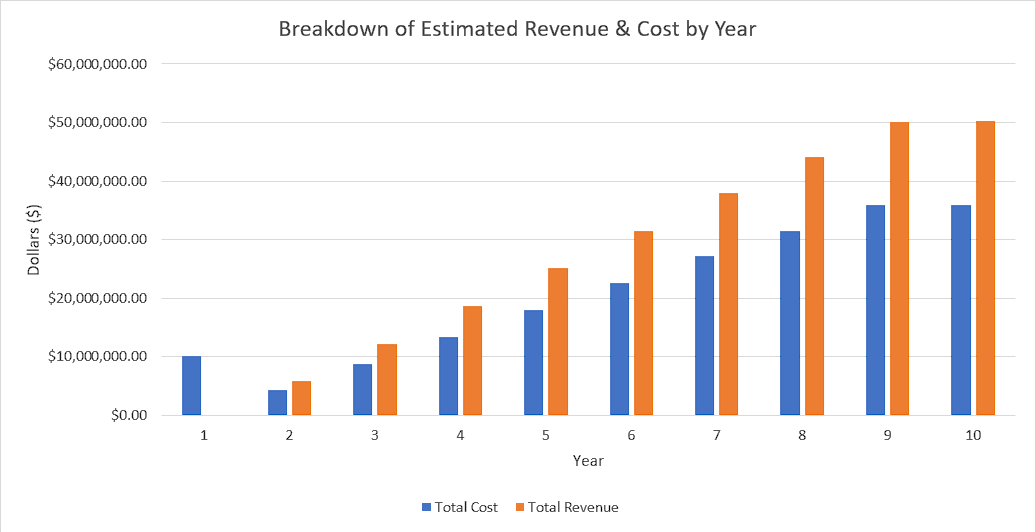 Breakdown of Estimated Revenue & Cost by Year
$60,000,000.00
$50,000,000.00
$40,000,000.00
$30,000,000.00
$20,000,000.00
$10,000,000.00
$0.00
Dollars ($)
1 2 3 4 5 6 7 8 9 10
Year
Total Cost Total Revenue